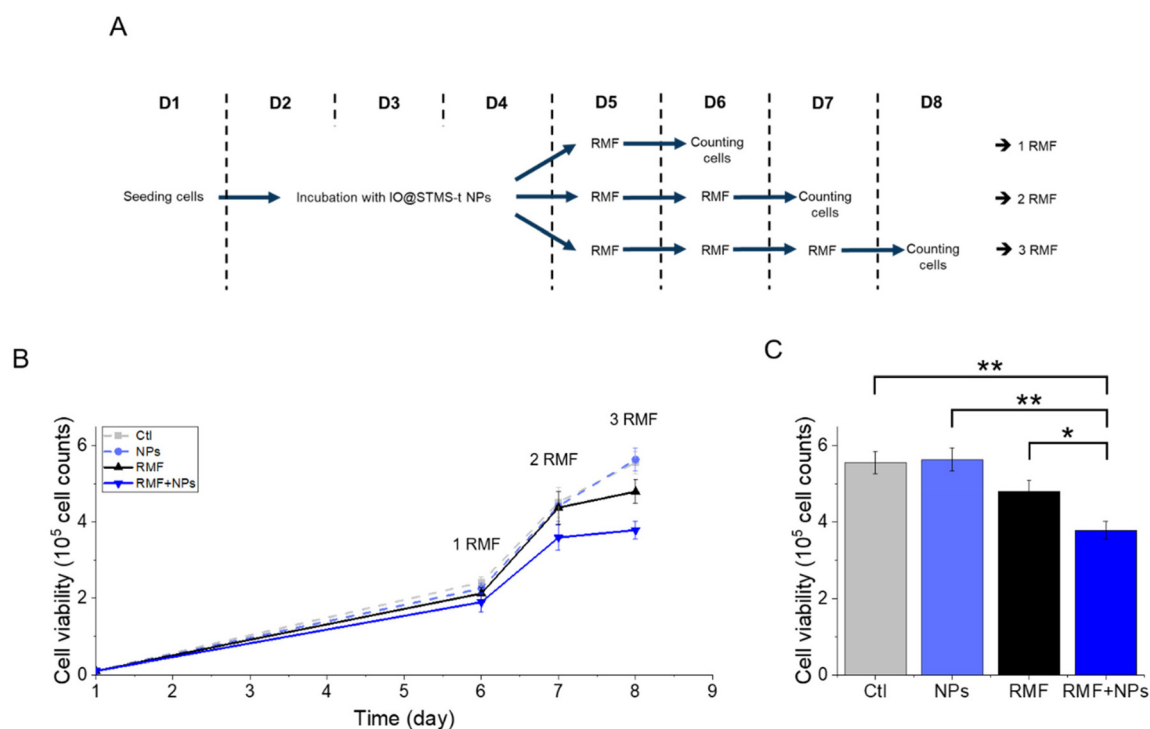 A
D1 D2 D3 D4 D5 D6 D7 D8
RMF Counting cells ➔ 1 RMF
Seeding cells Incubation with IO@STMS-t NPs RMF RMF Counting cells ➔ 2 RMF
RMF RMF RMF Counting cells ➔ 3 RMF
B
Cell viability (10⁵ cell counts)
6
4
2
0
Ctl
NPs
RMF
RMF+NPs
1 RMF
2 RMF
3 RMF
1 2 3 4 5 6 7 8 9
Time (day)
C
Cell viability (10⁵ cell counts)
6
4
2
0
**
**
*
Ctl NPs RMF RMF+NPs